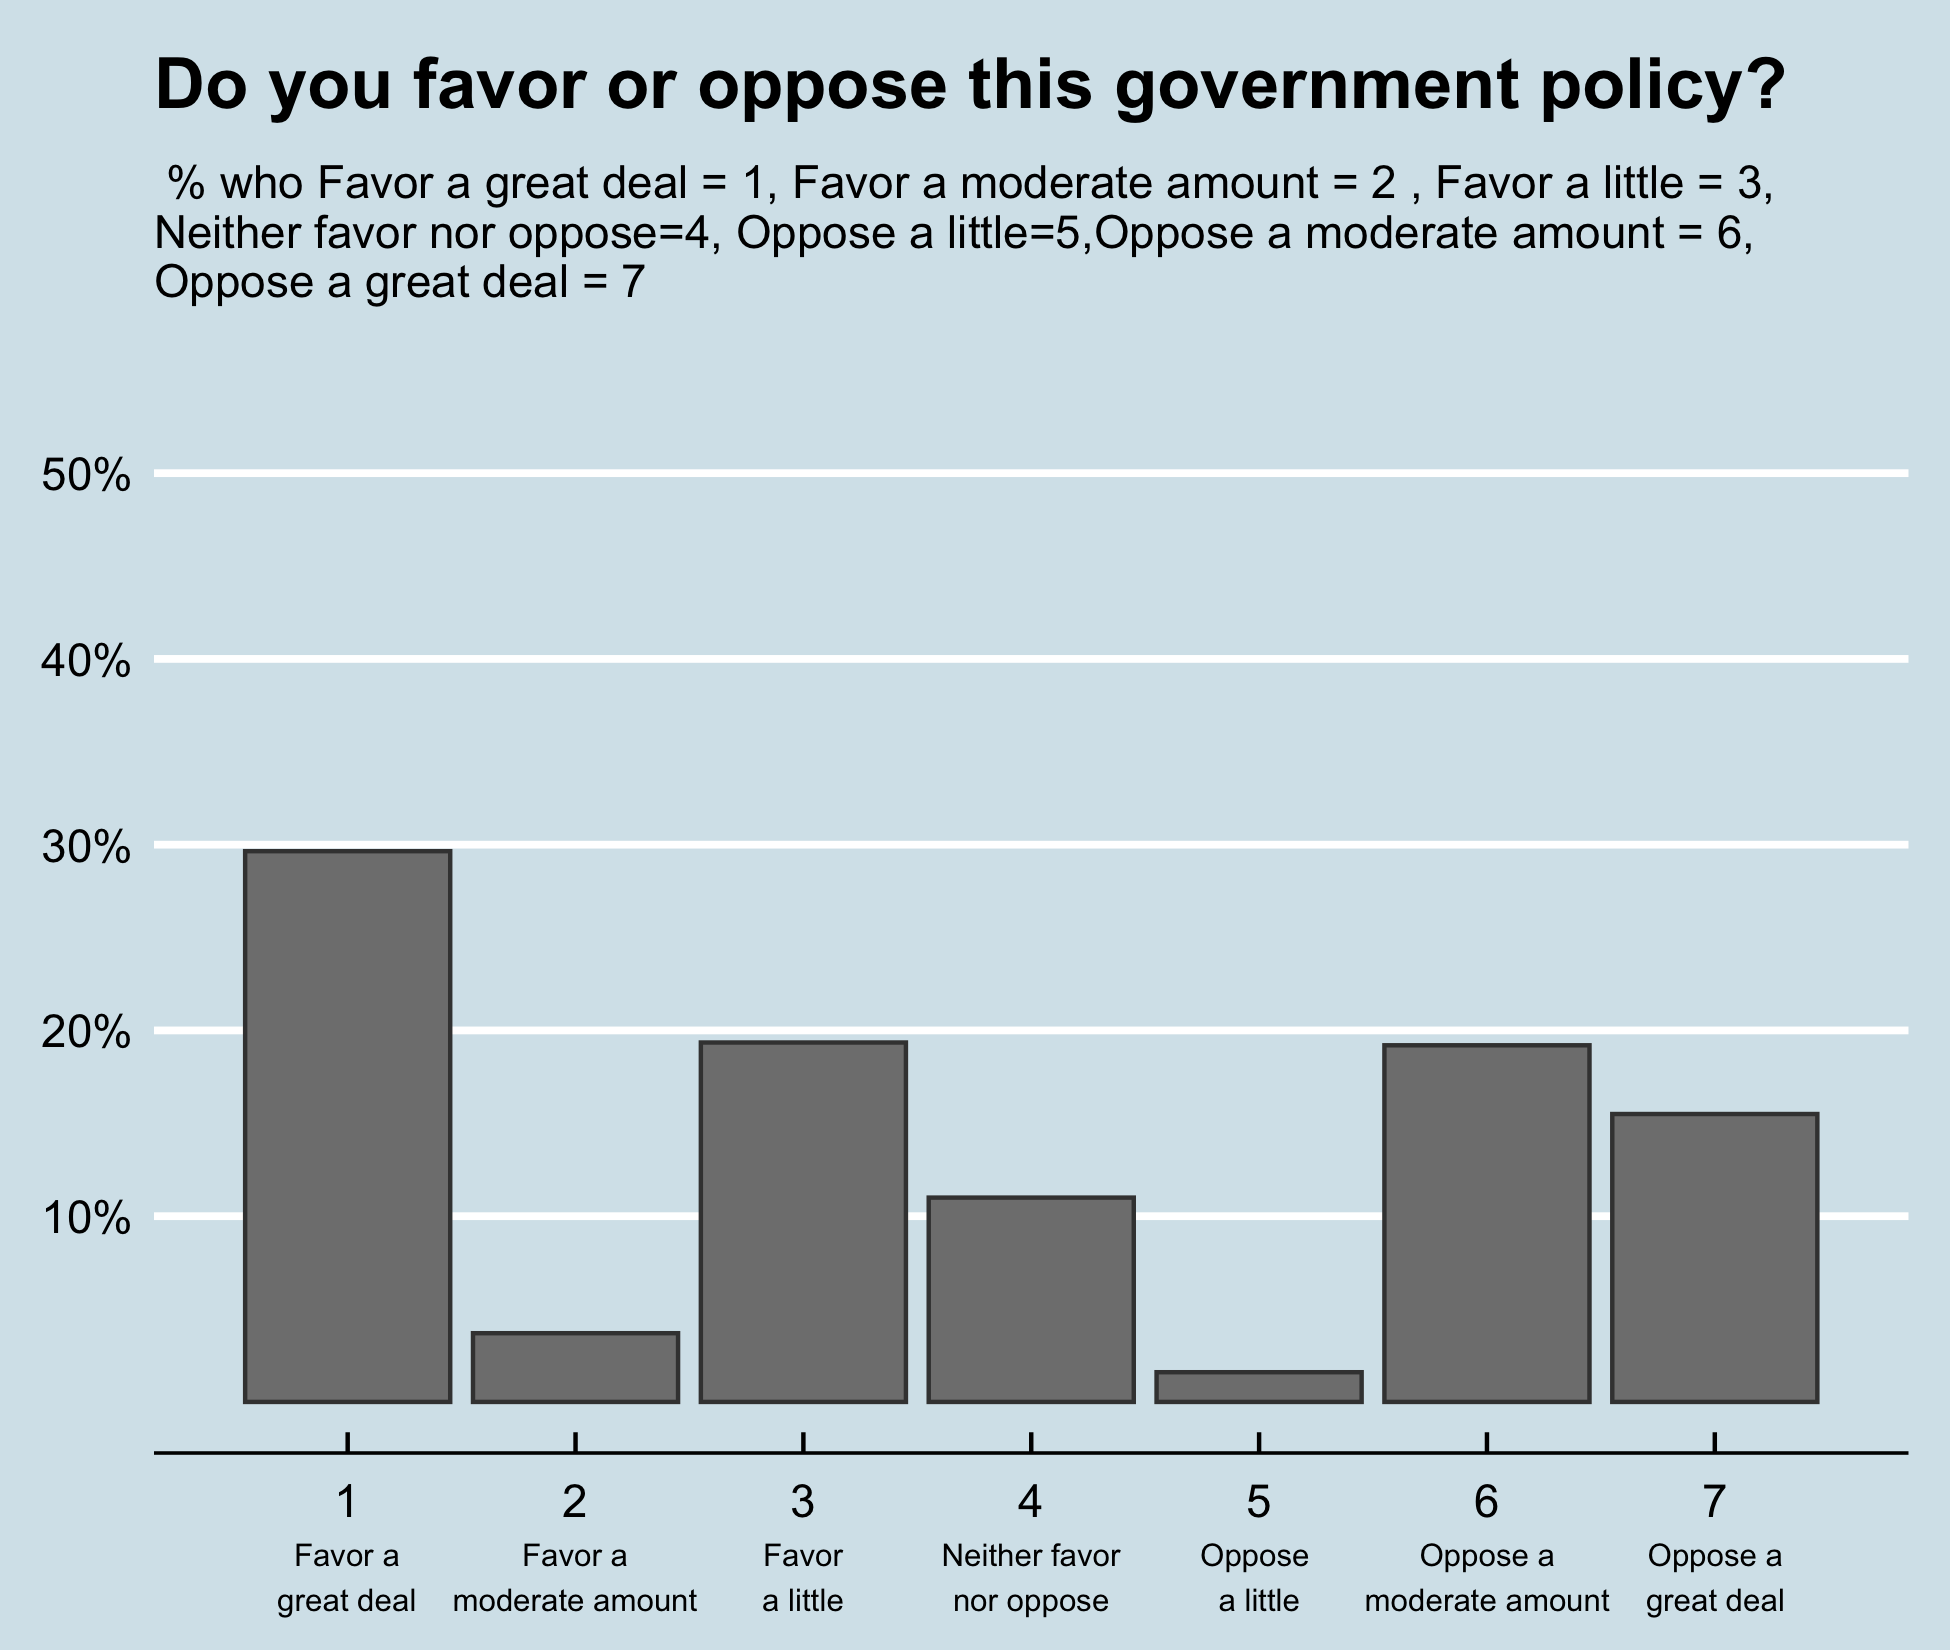 Do you favor or oppose this government policy?
% who Favor a great deal = 1, Favor a moderate amount = 2 , Favor a little = 3,
Neither favor nor oppose=4, Oppose a little=5,Oppose a moderate amount = 6,
Oppose a great deal = 7
50%
40%
30%
20%
10%
1 2 3 4 5 6 7
Favor a Favor a Favor Neither favor Oppose Oppose a Oppose a
great deal moderate amount a little nor oppose a little moderate amount great deal